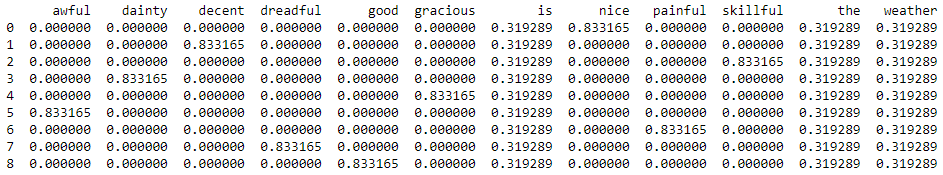 awful dainty decent dreadful good gracious is nice painful skillful the weather
0 0.000000 0.000000 0.000000 0.000000 0.000000 0.000000 0.319289 0.833165 0.000000 0.000000 0.319289 0.319289
1 0.000000 0.000000 0.833165 0.000000 0.000000 0.000000 0.319289 0.000000 0.000000 0.000000 0.319289 0.319289
2 0.000000 0.000000 0.000000 0.000000 0.000000 0.000000 0.319289 0.000000 0.000000 0.833165 0.319289 0.319289
3 0.000000 0.833165 0.000000 0.000000 0.000000 0.000000 0.319289 0.000000 0.000000 0.000000 0.319289 0.319289
4 0.000000 0.000000 0.000000 0.000000 0.000000 0.833165 0.319289 0.000000 0.000000 0.000000 0.319289 0.319289
5 0.833165 0.000000 0.000000 0.000000 0.000000 0.000000 0.319289 0.000000 0.000000 0.000000 0.319289 0.319289
6 0.000000 0.000000 0.000000 0.000000 0.000000 0.000000 0.319289 0.000000 0.833165 0.000000 0.319289 0.319289
7 0.000000 0.000000 0.000000 0.833165 0.000000 0.000000 0.319289 0.000000 0.000000 0.000000 0.319289 0.319289
8 0.000000 0.000000 0.000000 0.000000 0.833165 0.000000 0.319289 0.000000 0.000000 0.000000 0.319289 0.319289